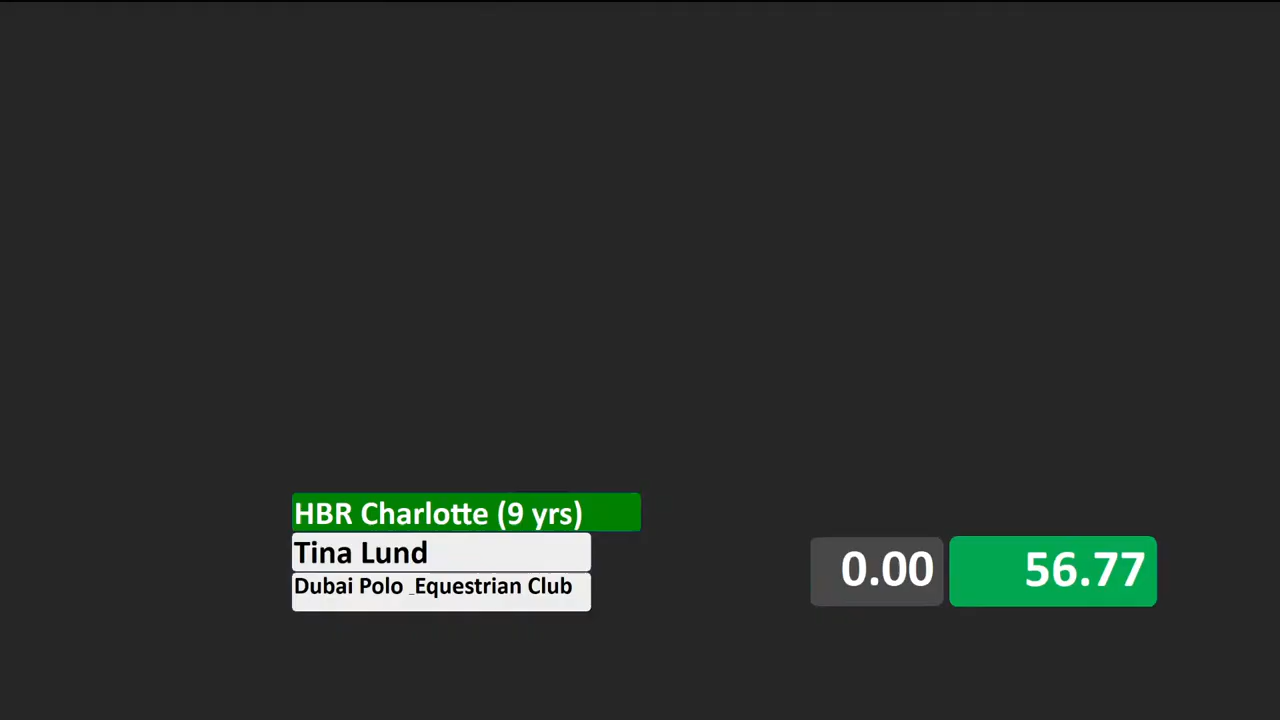 HBR Charlotte (9 yrs)
Tina Lund
Dubai Polo _Equestrian Club
0.00 56.77